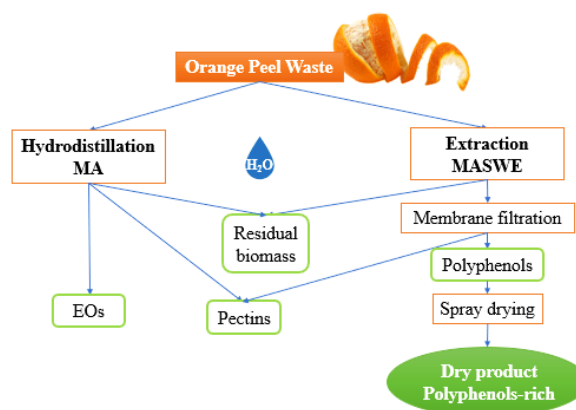 Orange Peel Waste
Hydrodistillation
MA
H₂O
Extraction
MASWE
Membrane filtration
Residual
biomass
Polyphenols
EOs
Pectins
Spray drying
Dry product
Polyphenols-rich